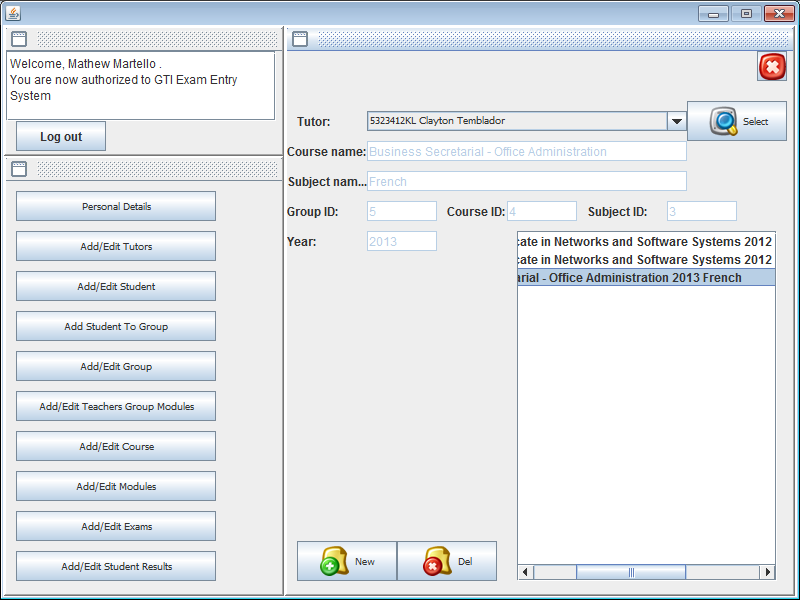 Welcome, Mathew Martello .
You are now authorized to GTI Exam Entry
System
Log out
Personal Details
Add/Edit Tutors
Add/Edit Student
Add Student To Group
Add/Edit Group
Add/Edit Teachers Group Modules
Add/Edit Course
Add/Edit Modules
Add/Edit Exams
Add/Edit Student Results
Tutor: 5323412KL Clayton Temblador Select
Course name: Business Secretarial - Office Administration
Subject nam... French
Group ID: 5 Course ID: 4 Subject ID: 3
Year: 2013
cate in Networks and Software Systems 2012
cate in Networks and Software Systems 2012
arial - Office Administration 2013 French
New Del